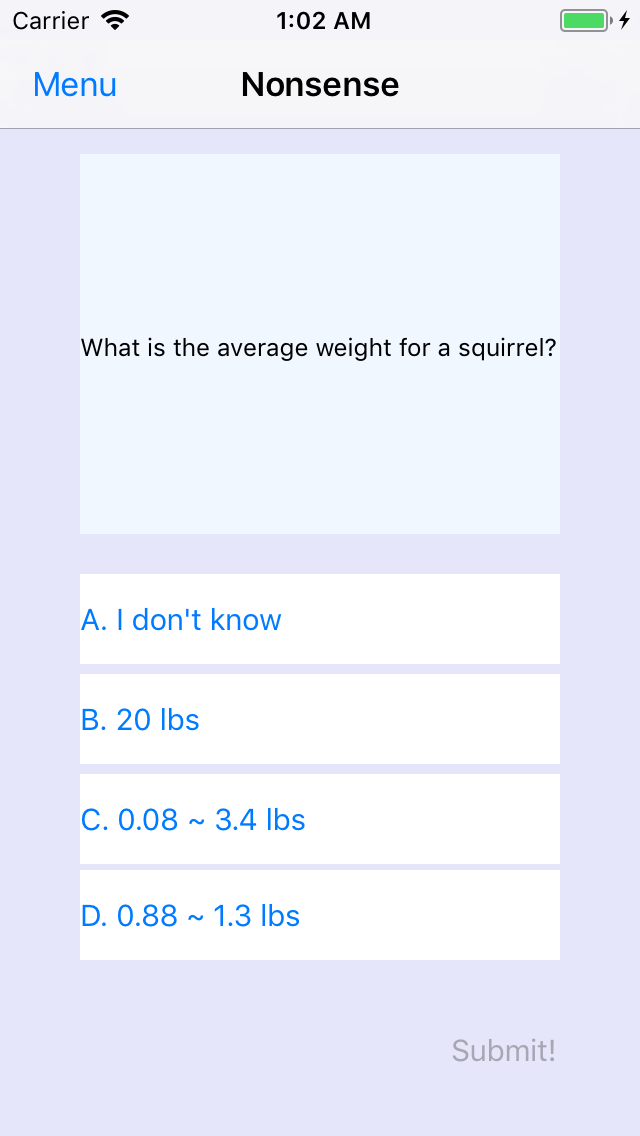 Carrier 1:02 AM
Menu Nonsense
What is the average weight for a squirrel?
A. I don't know
B. 20 lbs
C. 0.08 ~ 3.4 lbs
D. 0.88 ~ 1.3 lbs
Submit!